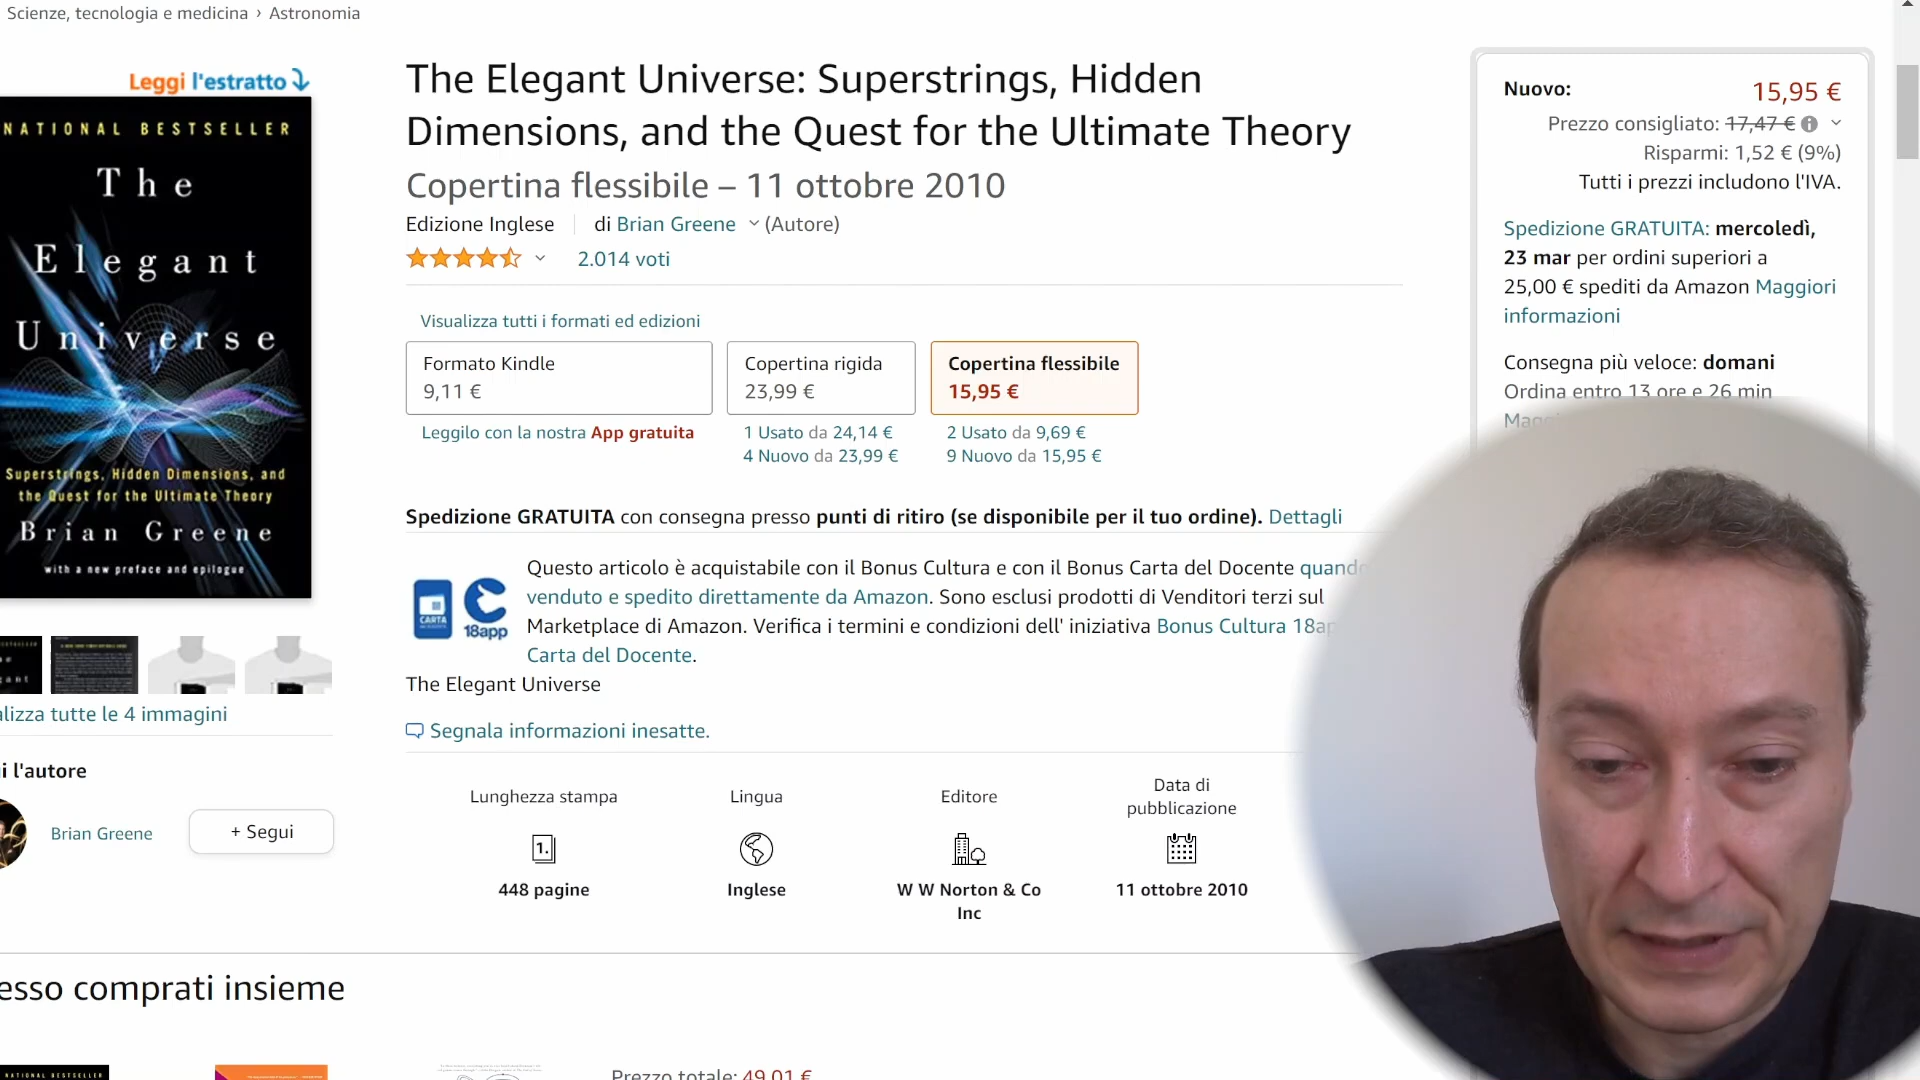 Scienze, tecnologia e medicina › Astronomia
Leggi l'estratto
NATIONAL BESTSELLER
The
Elegant
Universe
Superstrings, Hidden Dimensions, and
the Quest for the Ultimate Theory
Brian Greene
with a new preface and epilogue
alizza tutte le 4 immagini
i l'autore
Brian Greene
+ Segui
The Elegant Universe: Superstrings, Hidden
Dimensions, and the Quest for the Ultimate Theory
Copertina flessibile – 11 ottobre 2010
Edizione Inglese
di Brian Greene (Autore)
2.014 voti
Visualizza tutti i formati ed edizioni
Formato Kindle
9,11 €
Leggilo con la nostra App gratuita
Copertina rigida
23,99 €
1 Usato da 24,14 €
4 Nuovo da 23,99 €
Copertina flessibile
15,95 €
2 Usato da 9,69 €
9 Nuovo da 15,95 €
Spedizione GRATUITA con consegna presso punti di ritiro (se disponibile per il tuo ordine). Dettagli
CARTA
18app
Questo articolo è acquistabile con il Bonus Cultura e con il Bonus Carta del Docente quando
venduto e spedito direttamente da Amazon. Sono esclusi prodotti di Venditori terzi sul
Marketplace di Amazon. Verifica i termini e condizioni dell' iniziativa Bonus Cultura 18ap
Carta del Docente.
The Elegant Universe
Segnala informazioni inesatte.
Lunghezza stampa
1.
448 pagine
Lingua
Inglese
Editore
W W Norton & Co
Inc
Data di
pubblicazione
11 ottobre 2010
Nuovo:
15,95 €
Prezzo consigliato: 17,47 €
Risparmi: 1,52 € (9%)
Tutti i prezzi includono l'IVA.
Spedizione GRATUITA: mercoledì,
23 mar per ordini superiori a
25,00 € spediti da Amazon Maggiori
informazioni
Consegna più veloce: domani
Ordina entro 13 ore e 26 min
esso comprati insieme
NATIONAL BESTSELLER
Prezzo totale: 49,01 €